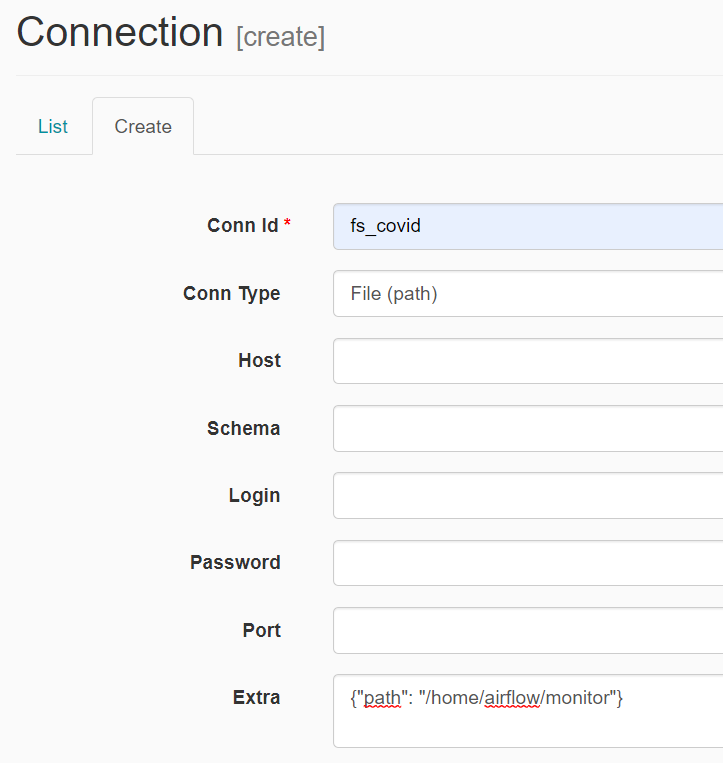 Connection [create]
List Create
Conn Id * fs_covid
Conn Type File (path)
Host
Schema
Login
Password
Port
Extra {"path": "/home/airflow/monitor"}